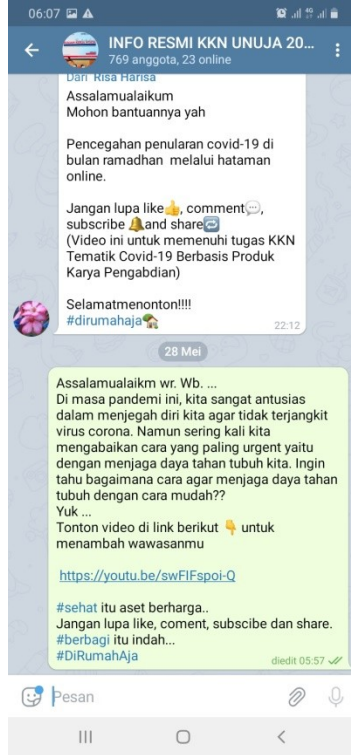 06:07
INFO RESMI KKN UNUJA 20...
769 anggota, 23 online
Dari Risa Harisa
Assalamualaikum
Mohon bantuannya yah
Pencegahan penularan covid-19 di
bulan ramadhan melalui hataman
online.
Jangan lupa like👍, comment💬,
subscribe 🔔and share🔁
(Video ini untuk memenuhi tugas KKN
Tematik Covid-19 Berbasis Produk
Karya Pengabdian)
Selamatmenonton!!!!
#dirumahaja🏡
22:12
28 Mei
Assalamualaikm wr. Wb. ...
Di masa pandemi ini, kita sangat antusias
dalam menjegah diri kita agar tidak terjangkit
virus corona. Namun sering kali kita
mengabaikan cara yang paling urgent yaitu
dengan menjaga daya tahan tubuh kita. Ingin
tahu bagaimana cara agar menjaga daya tahan
tubuh dengan cara mudah??
Yuk ...
Tonton video di link berikut 👇 untuk
menambah wawasanmu
https://youtu.be/swFIFspoi-Q
#sehat itu aset berharga..
Jangan lupa like, coment, subscibe dan share.
#berbagi itu indah...
#DiRumahAja
diedit 05:57
Pesan